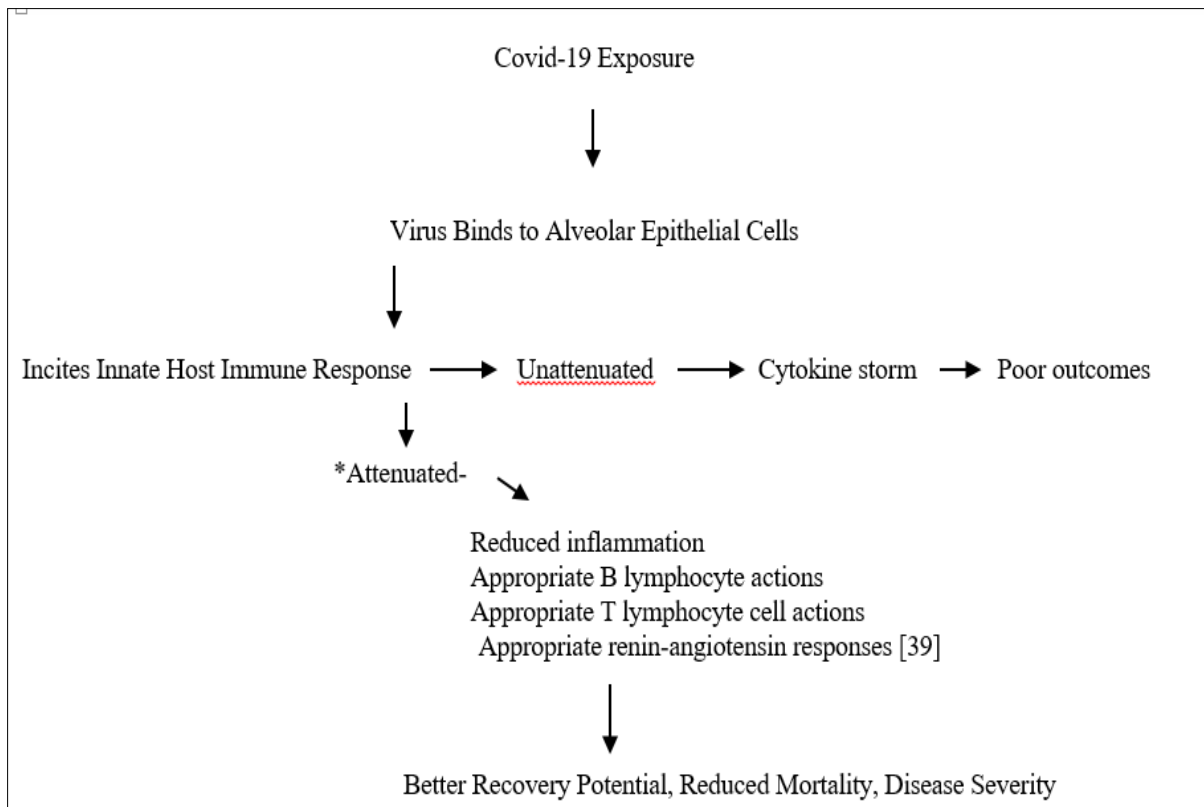 Covid-19 Exposure
Virus Binds to Alveolar Epithelial Cells
Incites Innate Host Immune Response Unattenuated Cytokine storm Poor outcomes
*Attenuated-
Reduced inflammation
Appropriate B lymphocyte actions
Appropriate T lymphocyte cell actions
Appropriate renin-angiotensin responses [39]
Better Recovery Potential, Reduced Mortality, Disease Severity